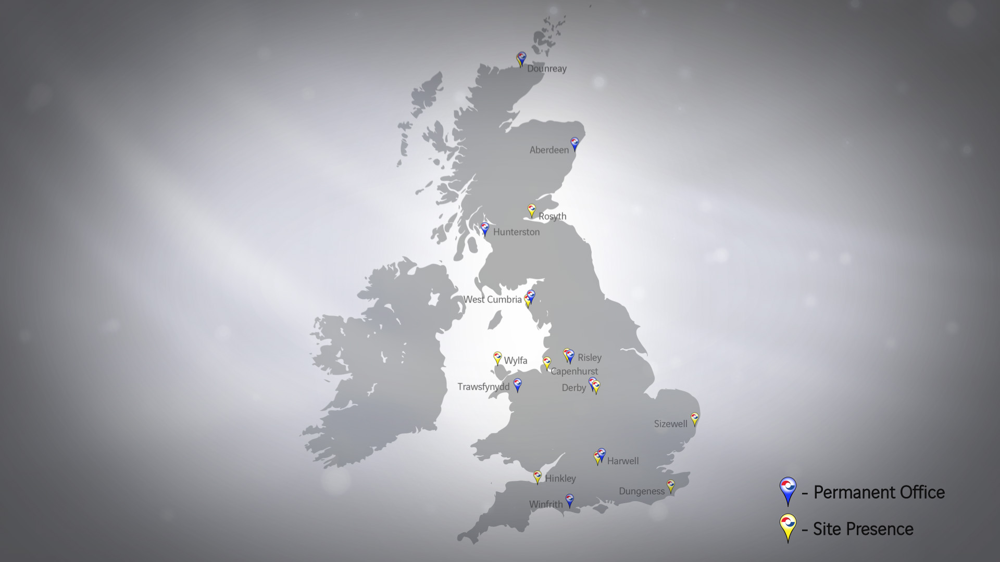 Dounreay
Aberdeen
Rosyth
Hunterston
West Cumbria
Wylfa
Risley
Capenhurst
Trawsfynydd
Derby
Sizewell
Harwell
Hinkley
Dungeness
Winfrith
- Permanent Office
- Site Presence